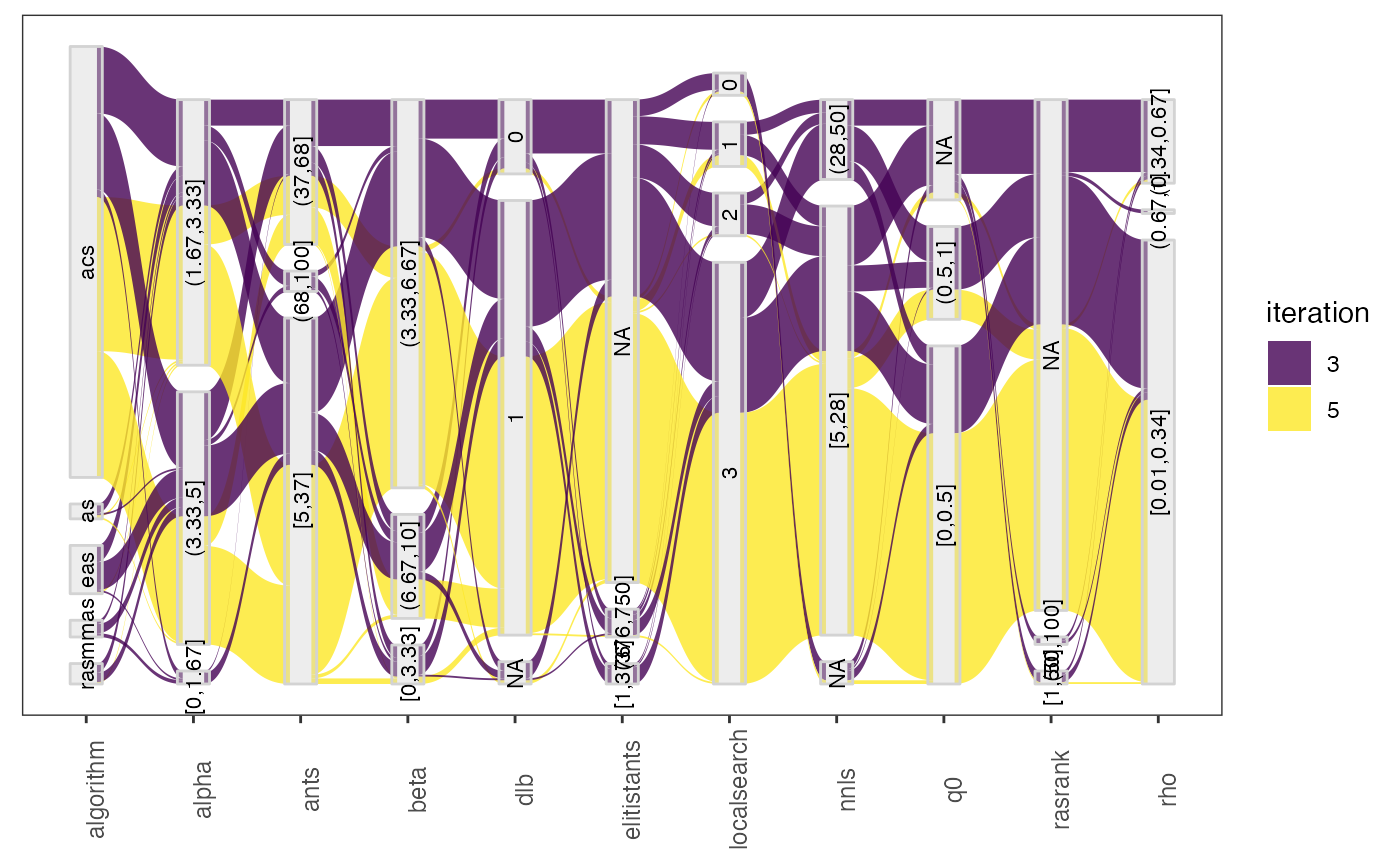 acs
as
eas
mmas
ras
(1.67,3.33]
(3.33,5]
[0,1.67]
(37,68]
(68,100]
[5,37]
(3.33,6.67]
(6.67,10]
[0,3.33]
0
1
NA
NA
[1,376]
0
1
2
3
(28,50]
[5,28]
NA
NA
(0.5,1]
[0,0.5]
NA
(0.34,0.67]
[0.01,0.34]
algorithm
alpha
ants
beta
dlb
elitistants
localsearch
nnls
q0
rasrank
rho
iteration
3
5